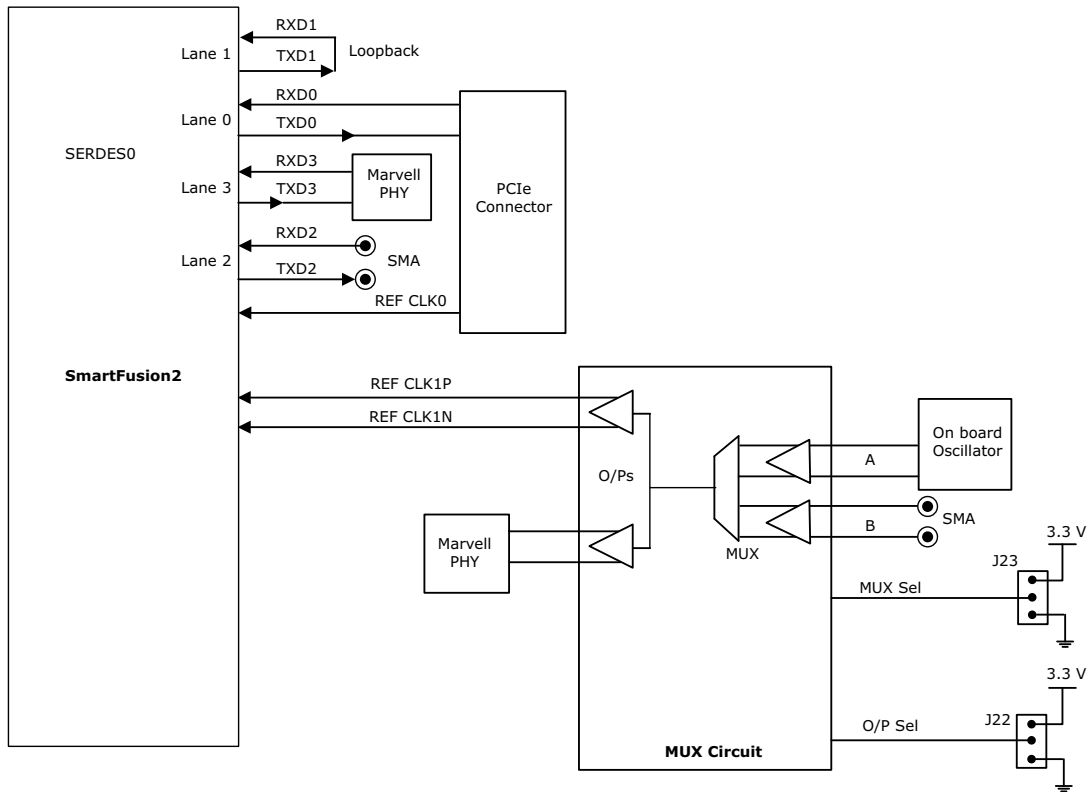 RXD1
Lane 1
TXD1
Loopback
RXD0
Lane 0
TXD0
SERDES0
RXD3
Lane 3
TXD3
Marvell
PHY
PCIe
Connector
RXD2
Lane 2
TXD2
SMA
REF CLK0
SmartFusion2
REF CLK1P
REF CLK1N
O/Ps
Marvell
PHY
MUX
A
B
On board
Oscillator
SMA
MUX Sel
J23
3.3 V
O/P Sel
J22
3.3 V
MUX Circuit